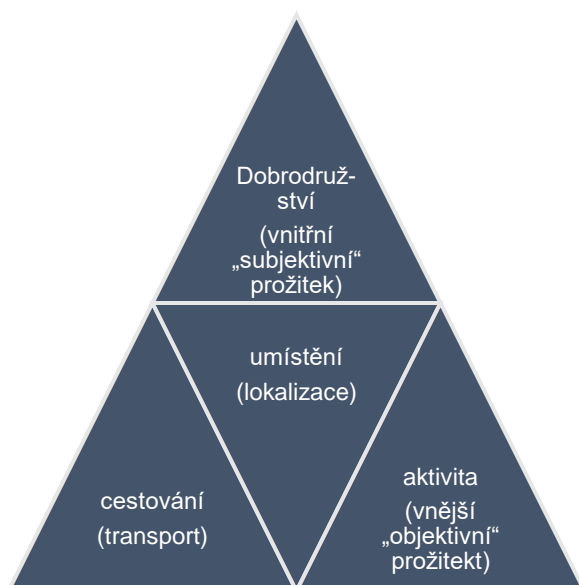 Dobrodruž-
ství
(vnitřní
„subjektivní“
prožitek)
umístění
(lokalizace)
cestování
(transport)
aktivita
(vnější
„objektivní“
prožitekt)